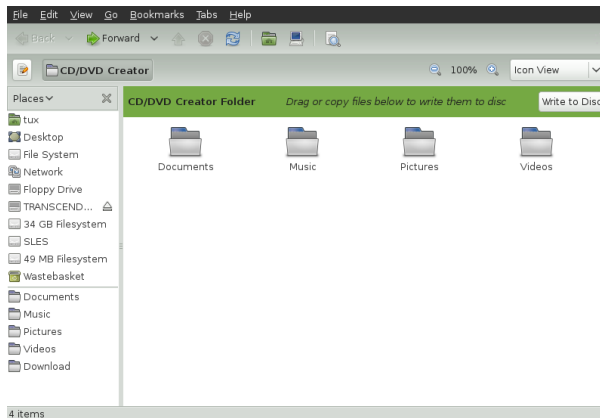 File Edit View Go Bookmarks Tabs Help
Back Forward
CD/DVD Creator 100% Icon View
Places
CD/DVD Creator Folder Drag or copy files below to write them to disc Write to Disc
tux
Desktop
File System
Network
Floppy Drive
TRANSCEND...
34 GB Filesystem
SLES
49 MB Filesystem
Wastebasket
Documents
Music
Pictures
Videos
Download
Documents Music Pictures Videos
4 items